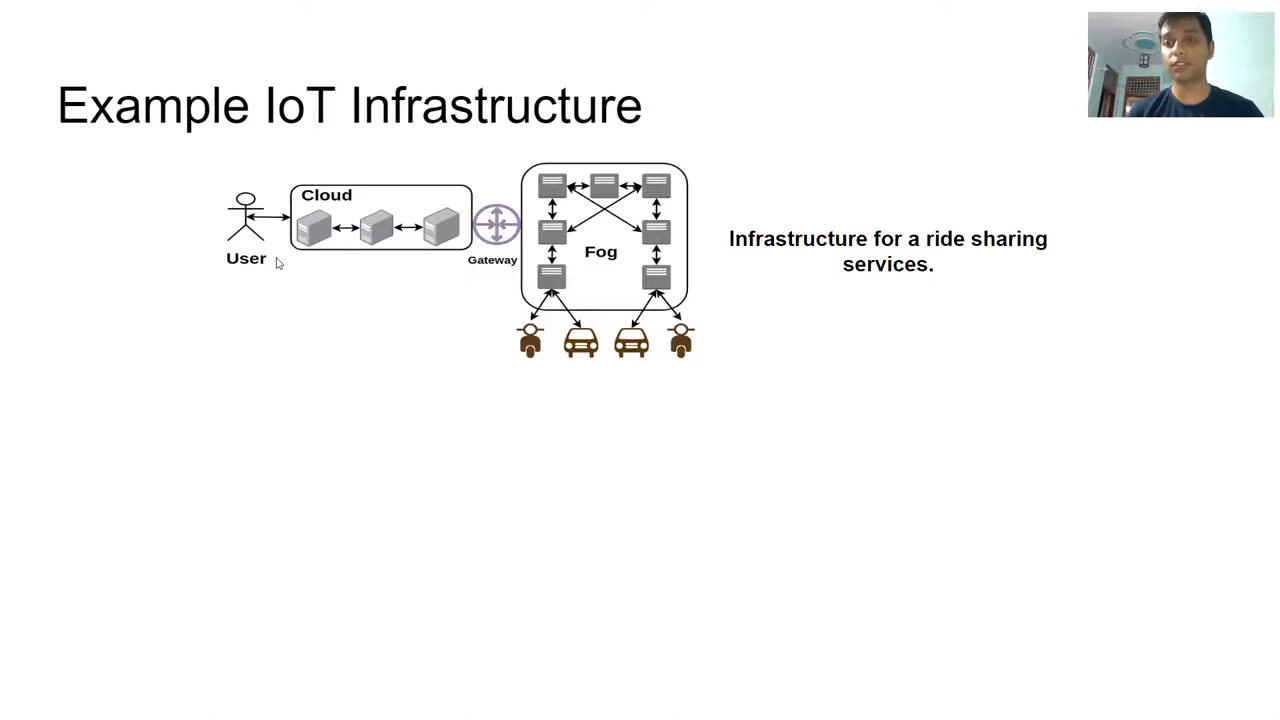 Example IoT Infrastructure
Cloud
User
Gateway
Fog
Infrastructure for a ride sharing
services.